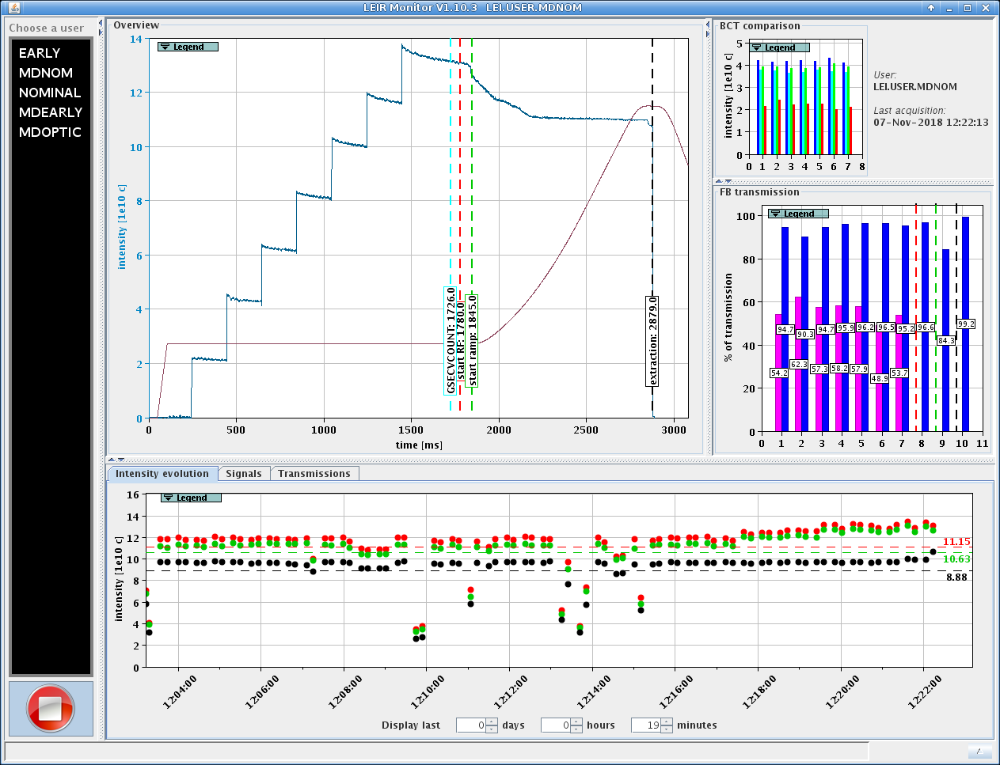 LEIR Monitor V1.10.3 LEI.USER.MDNOM
Choose a user
EARLY
MDNOM
NOMINAL
MDEARLY
MDOPTIC
Overview
Legend
intensity [1e10 c]
14
12
10
8
6
4
2
0
GSECVCOUNT: 1726.0
start RF: 1780.0
start ramp: 1845.0
extraction: 2879.0
0 500 1000 1500 2000 2500 3000
time [ms]
BCT comparison
Legend
intensity [1e10 c]
5
4
3
2
1
0
0 1 2 3 4 5 6 7 8
User:
LEI.USER.MDNOM
Last acquisition:
07-Nov-2018 12:22:13
FB transmission
Legend
% of transmission
100
80
60
40
20
0
94.7 90.3 94.7 95.9 96.2 96.5 95.2 96.6 84.3 99.2
54.2 62.3 57.3 58.2 57.9 48.9 53.7
0 1 2 3 4 5 6 7 8 9 10 11
Intensity evolution Signals Transmissions
Legend
intensity [1e10 c]
16
14
12
10
8
6
4
2
0
11.15
10.63
8.88
12:04:00 12:06:00 12:08:00 12:10:00 12:12:00 12:14:00 12:16:00 12:18:00 12:20:00 12:22:00
Display last 0 days 0 hours 19 minutes